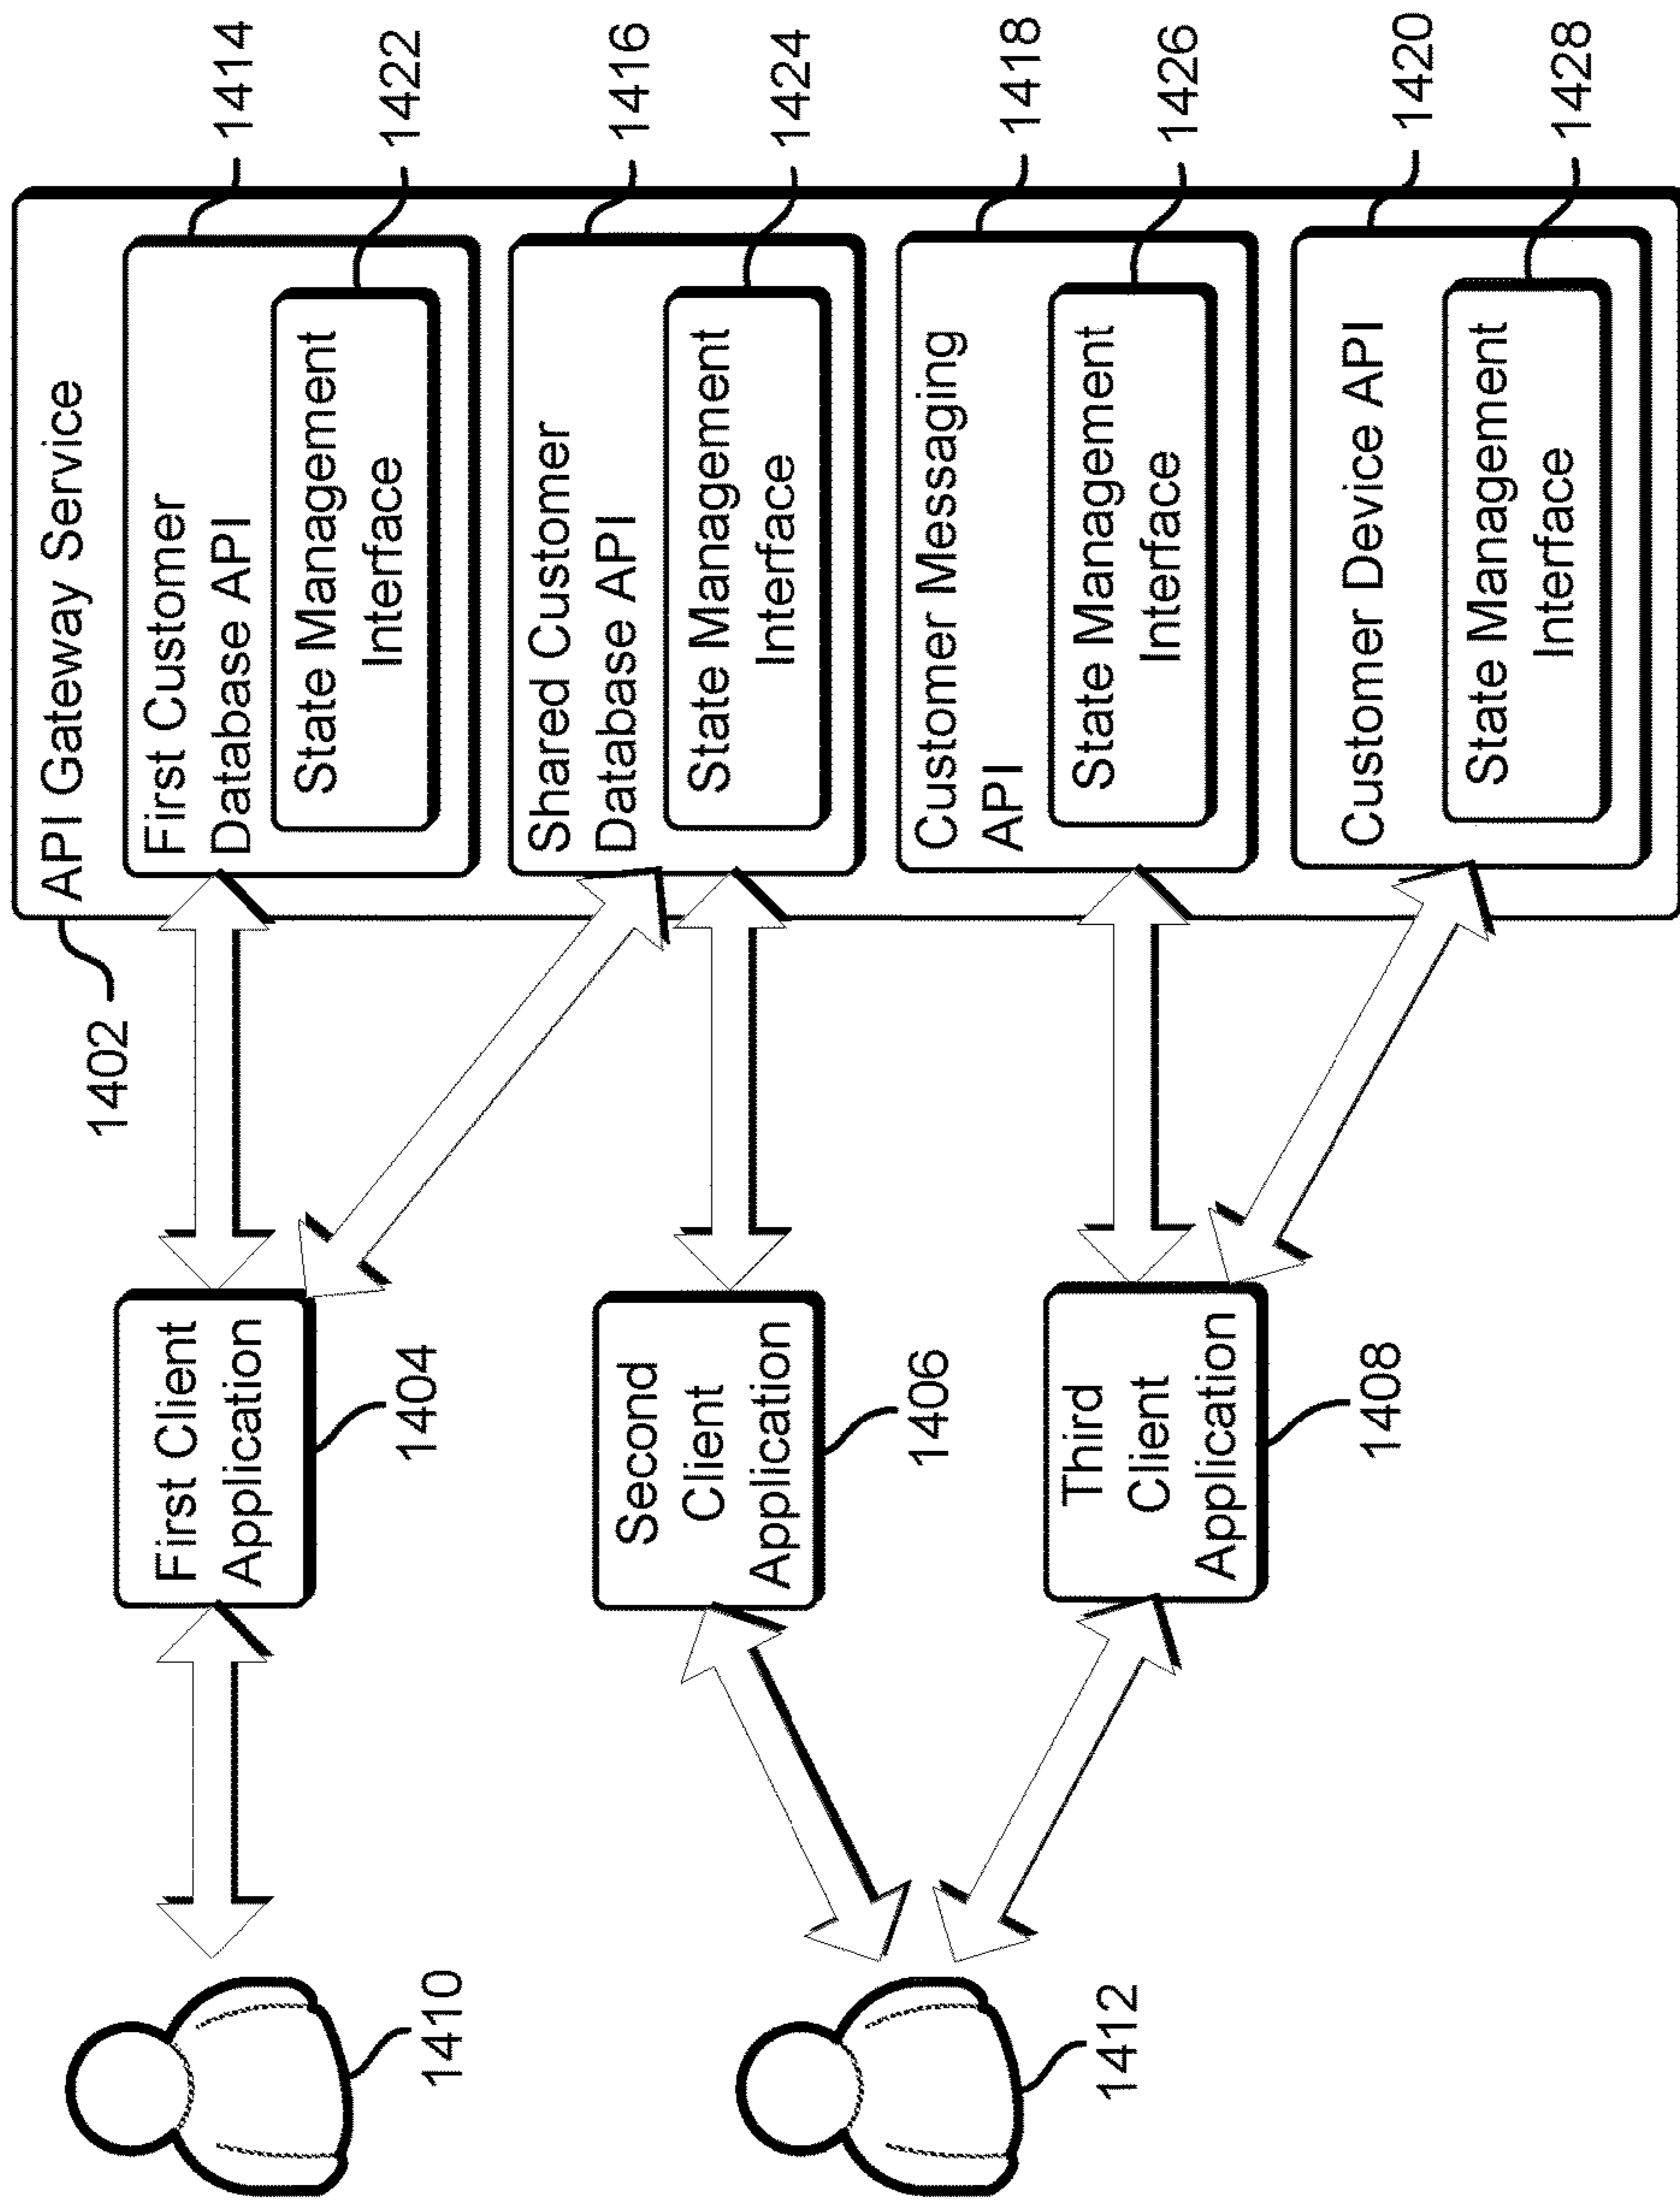 API Gateway Service
1402
First Customer
Database API
1414
State Management
Interface
1422
Shared Customer
Database API
1416
State Management
Interface
1424
Customer Messaging
API
1418
State Management
Interface
1426
Customer Device API
1420
State Management
Interface
1428
First Client
Application
1404
Second
Client
Application
1406
Third
Client
Application
1408
1410
1412